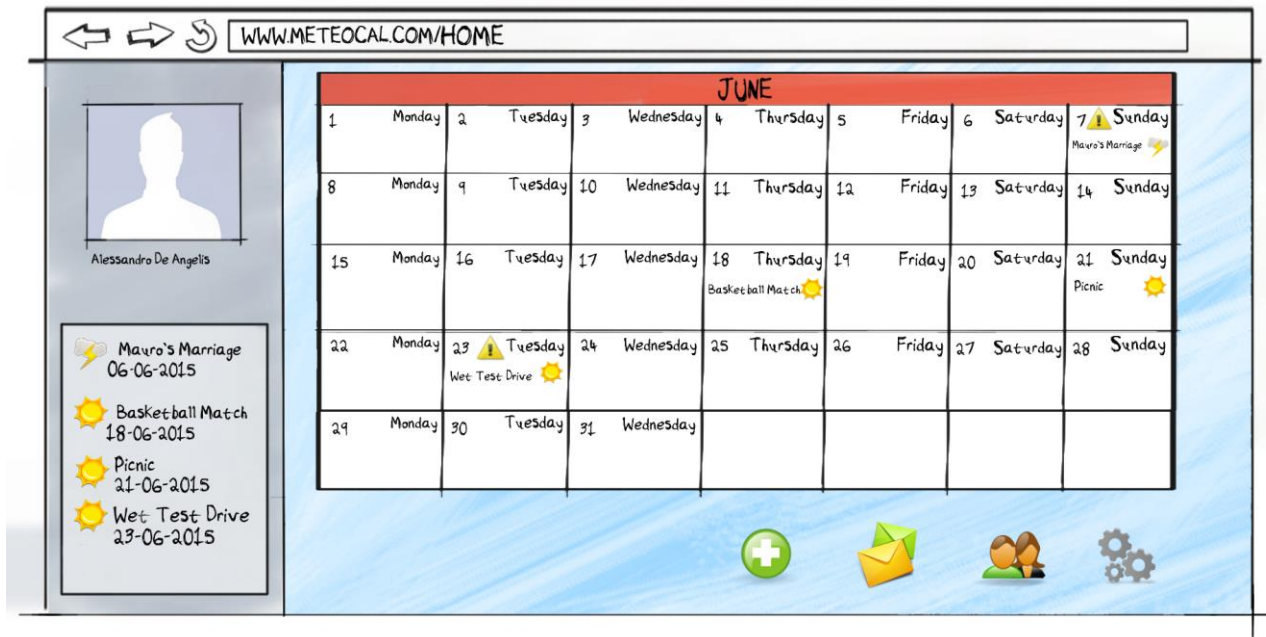 WWW.METEOCAL.COM/HOME
JUNE
1 Monday 2 Tuesday 3 Wednesday 4 Thursday 5 Friday 6 Saturday 7 Sunday
Mauro's Marriage
8 Monday 9 Tuesday 10 Wednesday 11 Thursday 12 Friday 13 Saturday 14 Sunday
15 Monday 16 Tuesday 17 Wednesday 18 Thursday 19 Friday 20 Saturday 21 Sunday
Basketball Match Picnic
22 Monday 23 Tuesday 24 Wednesday 25 Thursday 26 Friday 27 Saturday 28 Sunday
Wet Test Drive
29 Monday 30 Tuesday 31 Wednesday
Alessandro De Angelis
Mauro's Marriage
06-06-2015
Basketball Match
18-06-2015
Picnic
21-06-2015
Wet Test Drive
23-06-2015